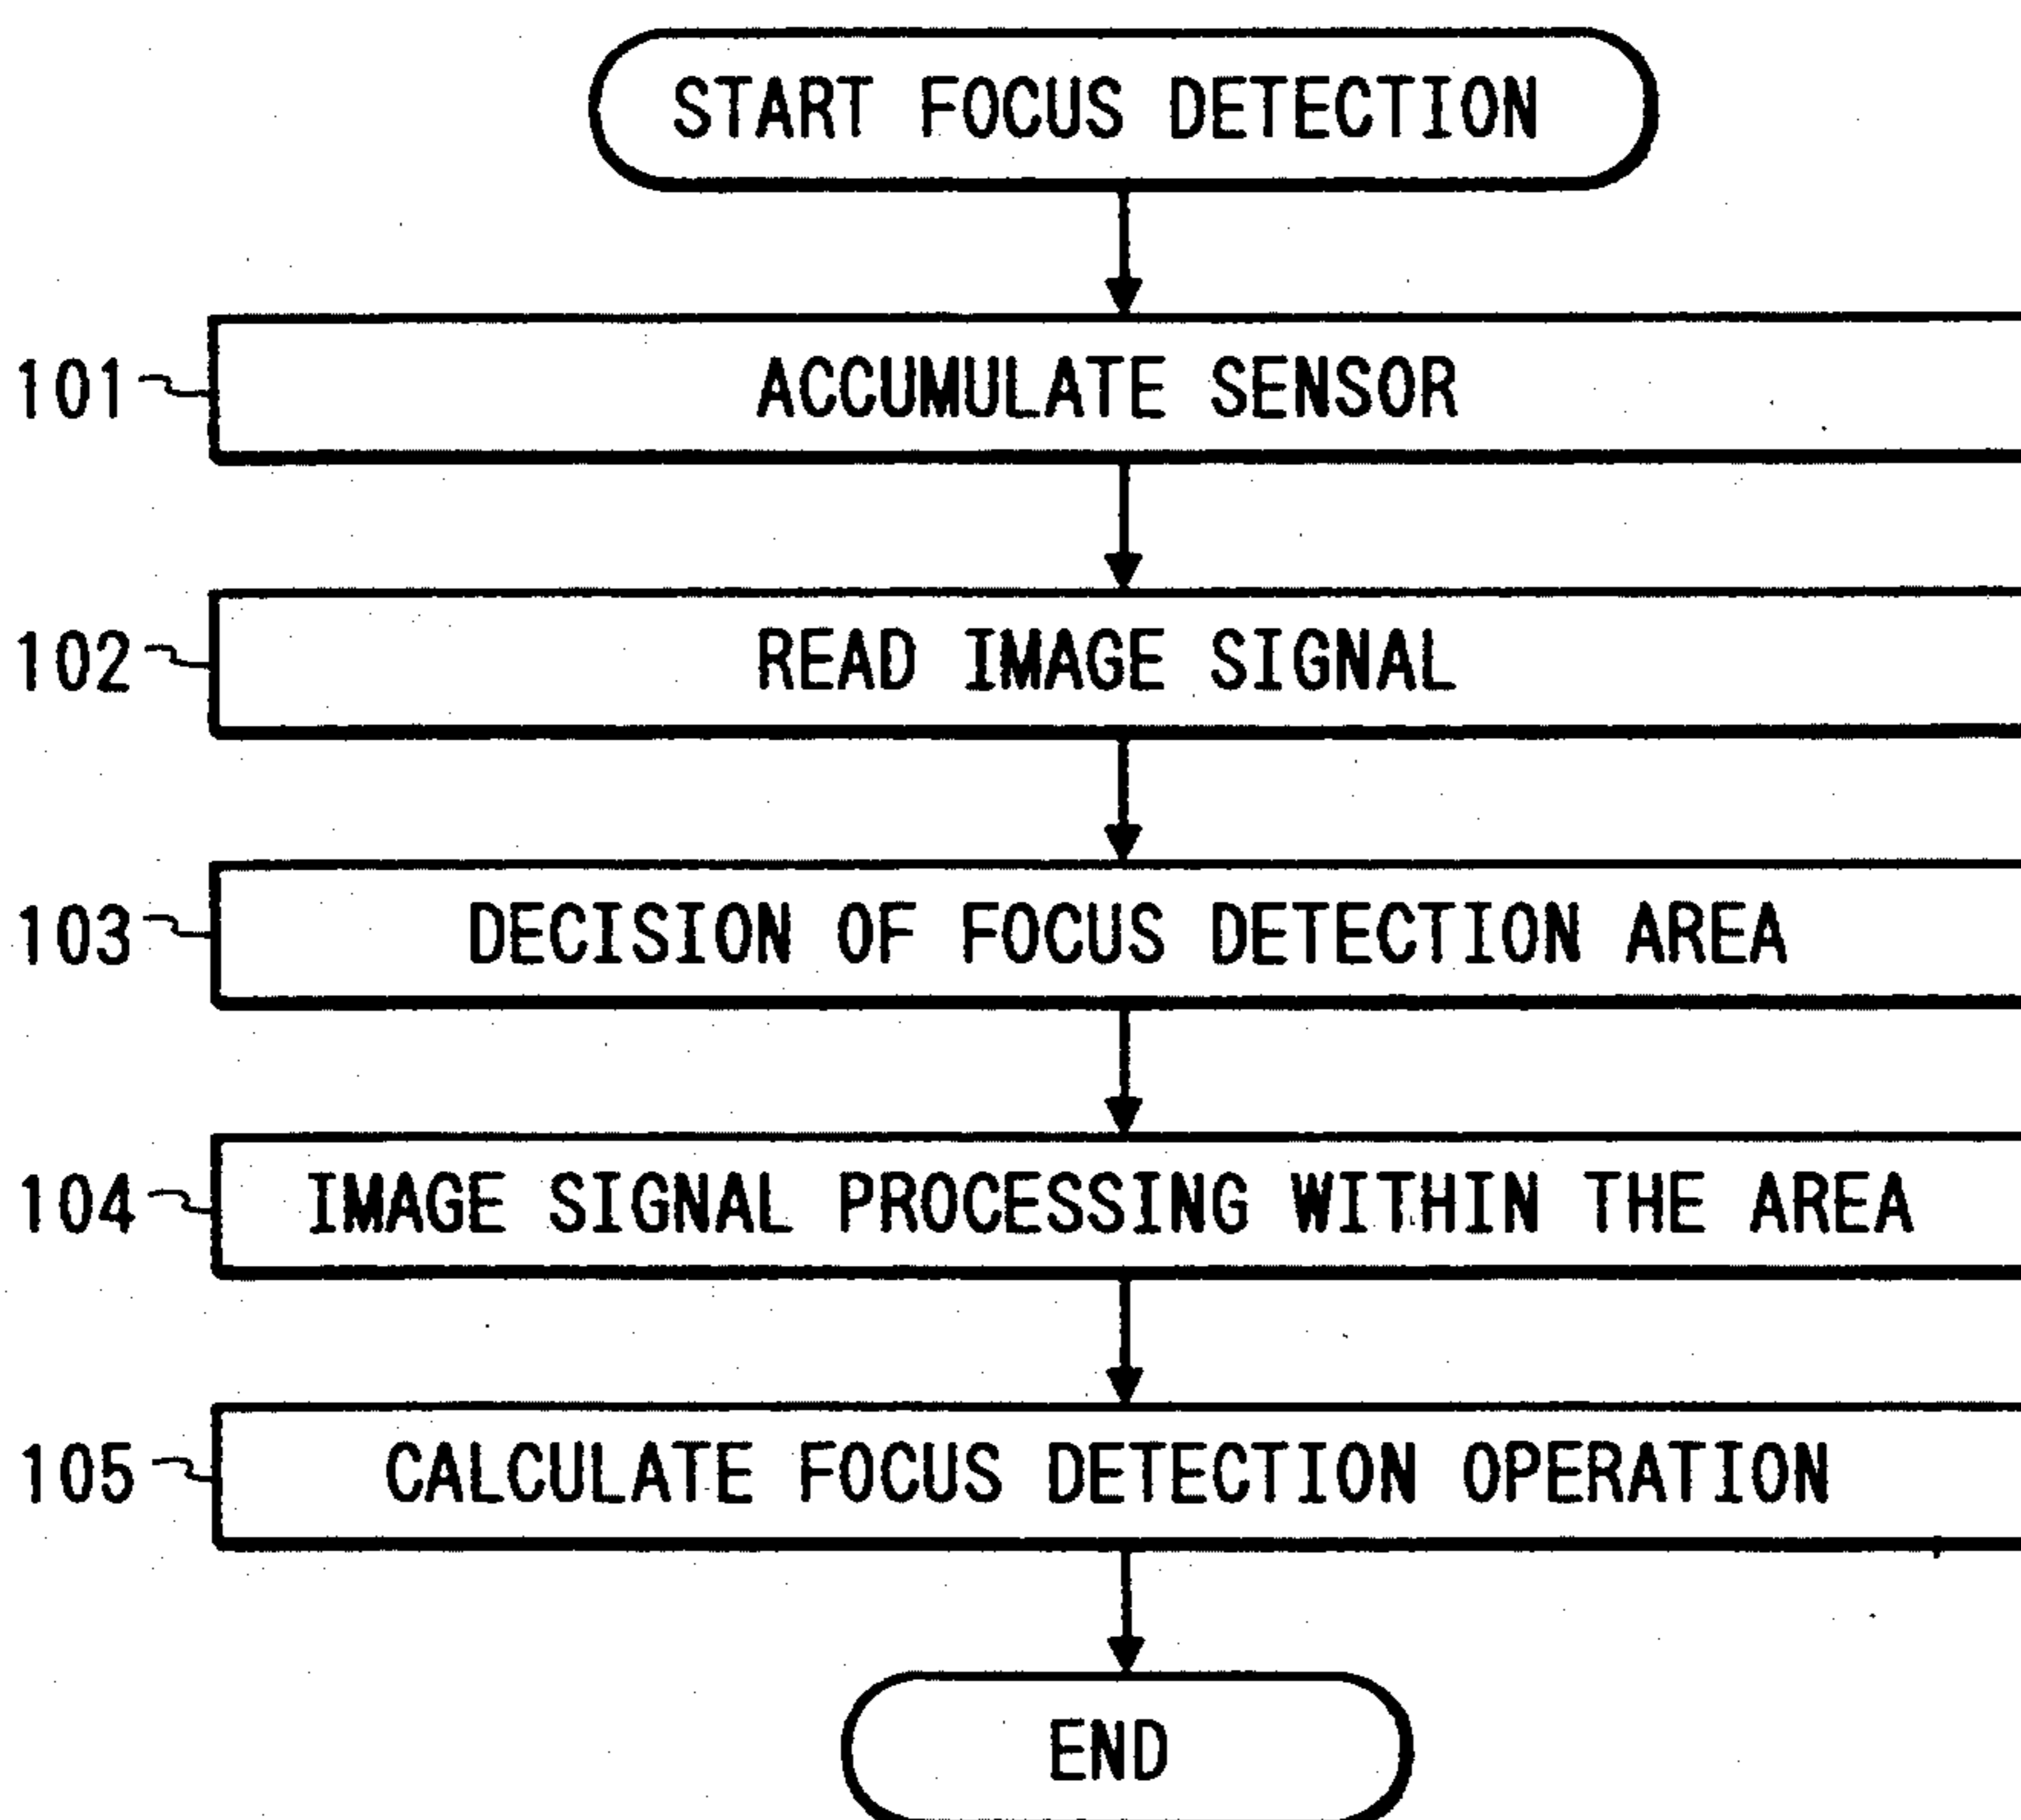 START FOCUS DETECTION
101 ACCUMULATE SENSOR
102 READ IMAGE SIGNAL
103 DECISION OF FOCUS DETECTION AREA
104 IMAGE SIGNAL PROCESSING WITHIN THE AREA
105 CALCULATE FOCUS DETECTION OPERATION
END